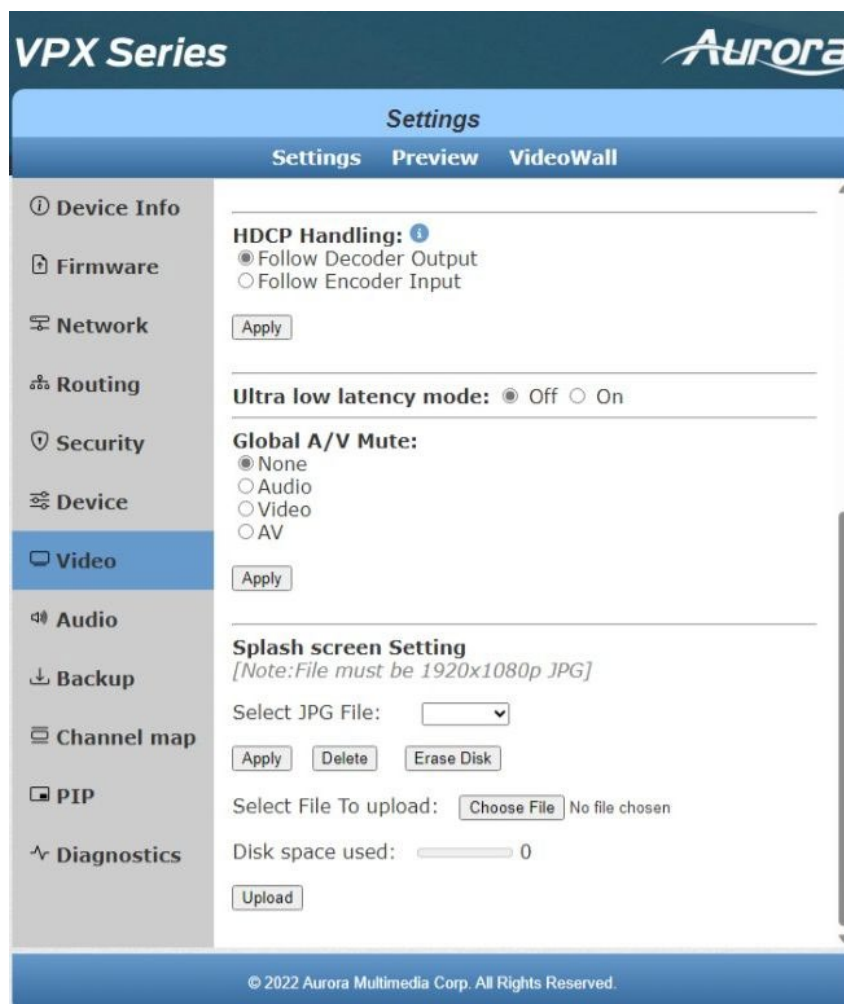 VPX Series
Aurora
Settings
Settings Preview VideoWall
Device Info
Firmware
Network
Routing
Security
Device
Video
Audio
Backup
Channel map
PIP
Diagnostics
HDCP Handling:
Follow Decoder Output
Follow Encoder Input
Apply
Ultra low latency mode: Off On
Global A/V Mute:
None
Audio
Video
AV
Apply
Splash screen Setting
[Note:File must be 1920x1080p JPG]
Select JPG File:
Apply Delete Erase Disk
Select File To upload: Choose File No file chosen
Disk space used: 0
Upload
© 2022 Aurora Multimedia Corp. All Rights Reserved.